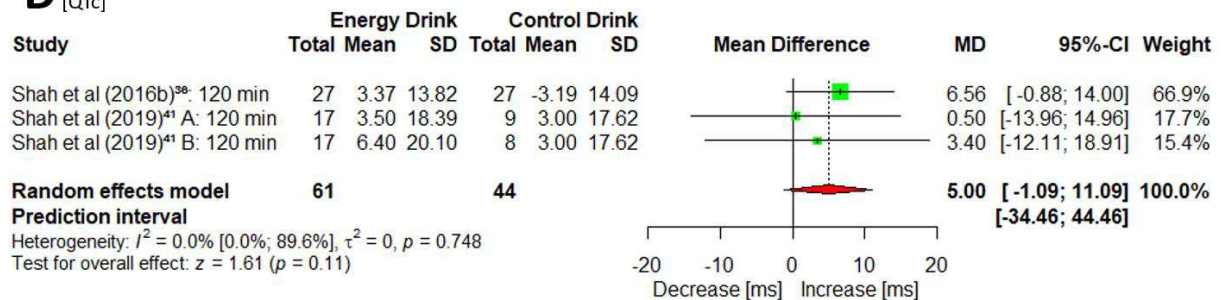 D [QTc]
Energy Drink Control Drink
Study Total Mean SD Total Mean SD Mean Difference MD 95%-CI Weight
Shah et al (2016b)³⁸: 120 min 27 3.37 13.82 27 -3.19 14.09 6.56 [ -0.88; 14.00] 66.9%
Shah et al (2019)⁴¹ A: 120 min 17 3.50 18.39 9 3.00 17.62 0.50 [-13.96; 14.96] 17.7%
Shah et al (2019)⁴¹ B: 120 min 17 6.40 20.10 8 3.00 17.62 3.40 [-12.11; 18.91] 15.4%
Random effects model 61 44 5.00 [ -1.09; 11.09] 100.0%
Prediction interval [-34.46; 44.46]
Heterogeneity: I² = 0.0% [0.0%; 89.6%], τ² = 0, p = 0.748
Test for overall effect: z = 1.61 (p = 0.11)
-20 -10 0 10 20
Decrease [ms] Increase [ms]